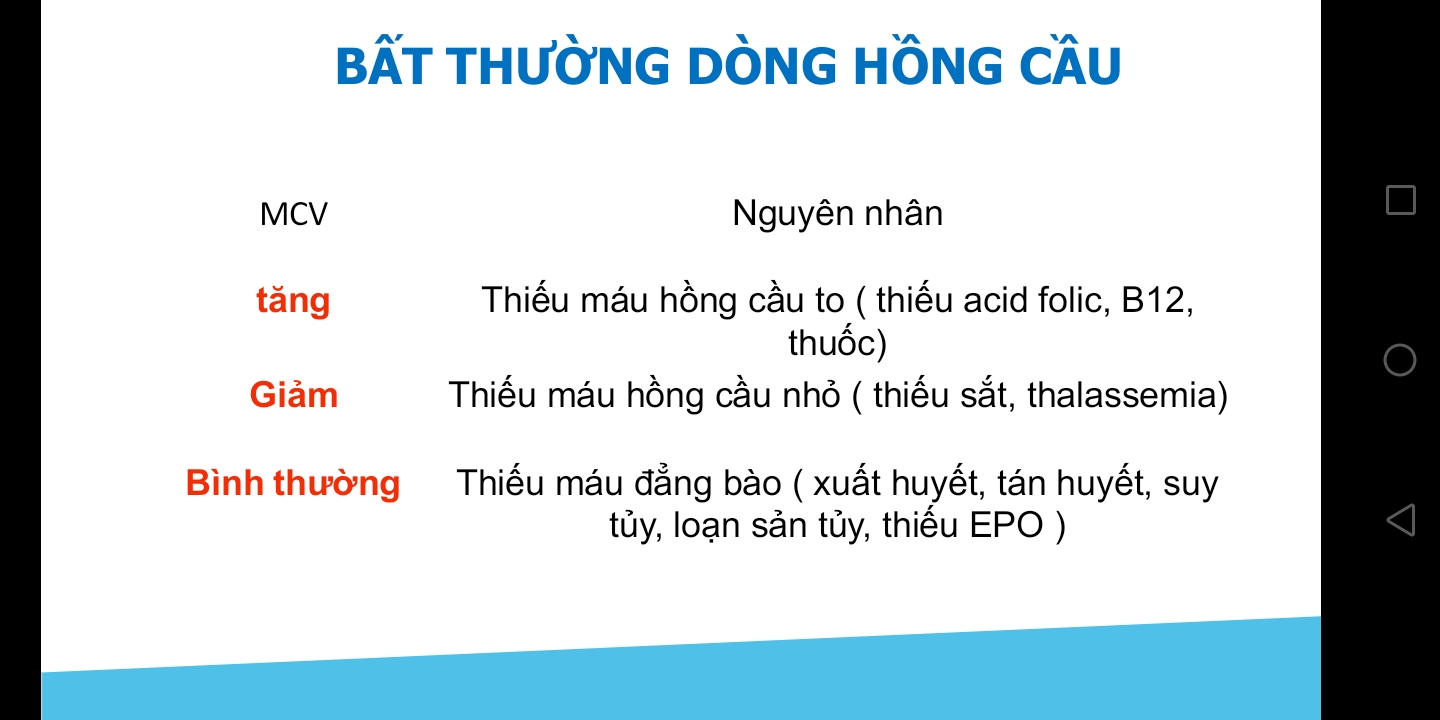 BẤT THƯỜNG DÒNG HỒNG CẦU
MCV Nguyên nhân
tăng Thiếu máu hồng cầu to ( thiếu acid folic, B12,
thuốc)
Giảm Thiếu máu hồng cầu nhỏ ( thiếu sắt, thalassemia)
Bình thường Thiếu máu đẳng bào ( xuất huyết, tán huyết, suy
tủy, loạn sản tủy, thiếu EPO )